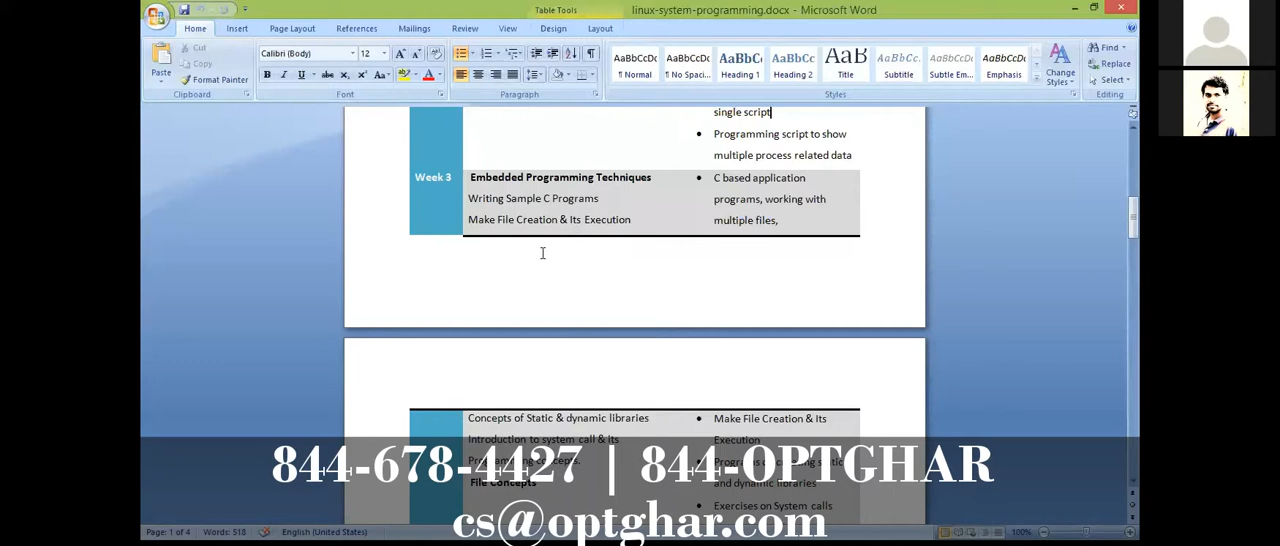 Table Tools
linux-system-programming.docx - Microsoft Word
Home Insert Page Layout References Mailings Review View Design Layout
Paste
Cut
Copy
Format Painter
Calibri (Body) 12
AaBbCcDc AaBbCcDc AaBbCc AaBbCc AaB AaBbCc. AaBbCcDc AaBbCcDc
¶ Normal ¶ No Spaci... Heading 1 Heading 2 Title Subtitle Subtle Em... Emphasis
Change Styles
Find
Replace
Select
Clipboard Font Paragraph Styles Editing
single script
• Programming script to show
multiple process related data
Week 3
Embedded Programming Techniques
Writing Sample C Programs
Make File Creation & Its Execution
• C based application
programs, working with
multiple files,
Concepts of Static & dynamic libraries
Introduction to system call & its
Programming concepts.
File Concepts
• Make File Creation & Its
Execution
and dynamic libraries
• Exercises on System calls
844-678-4427 | 844-OPTGHAR
cs@optghar.com
Page: 1 of 4 Words: 518 English (United States) 100%